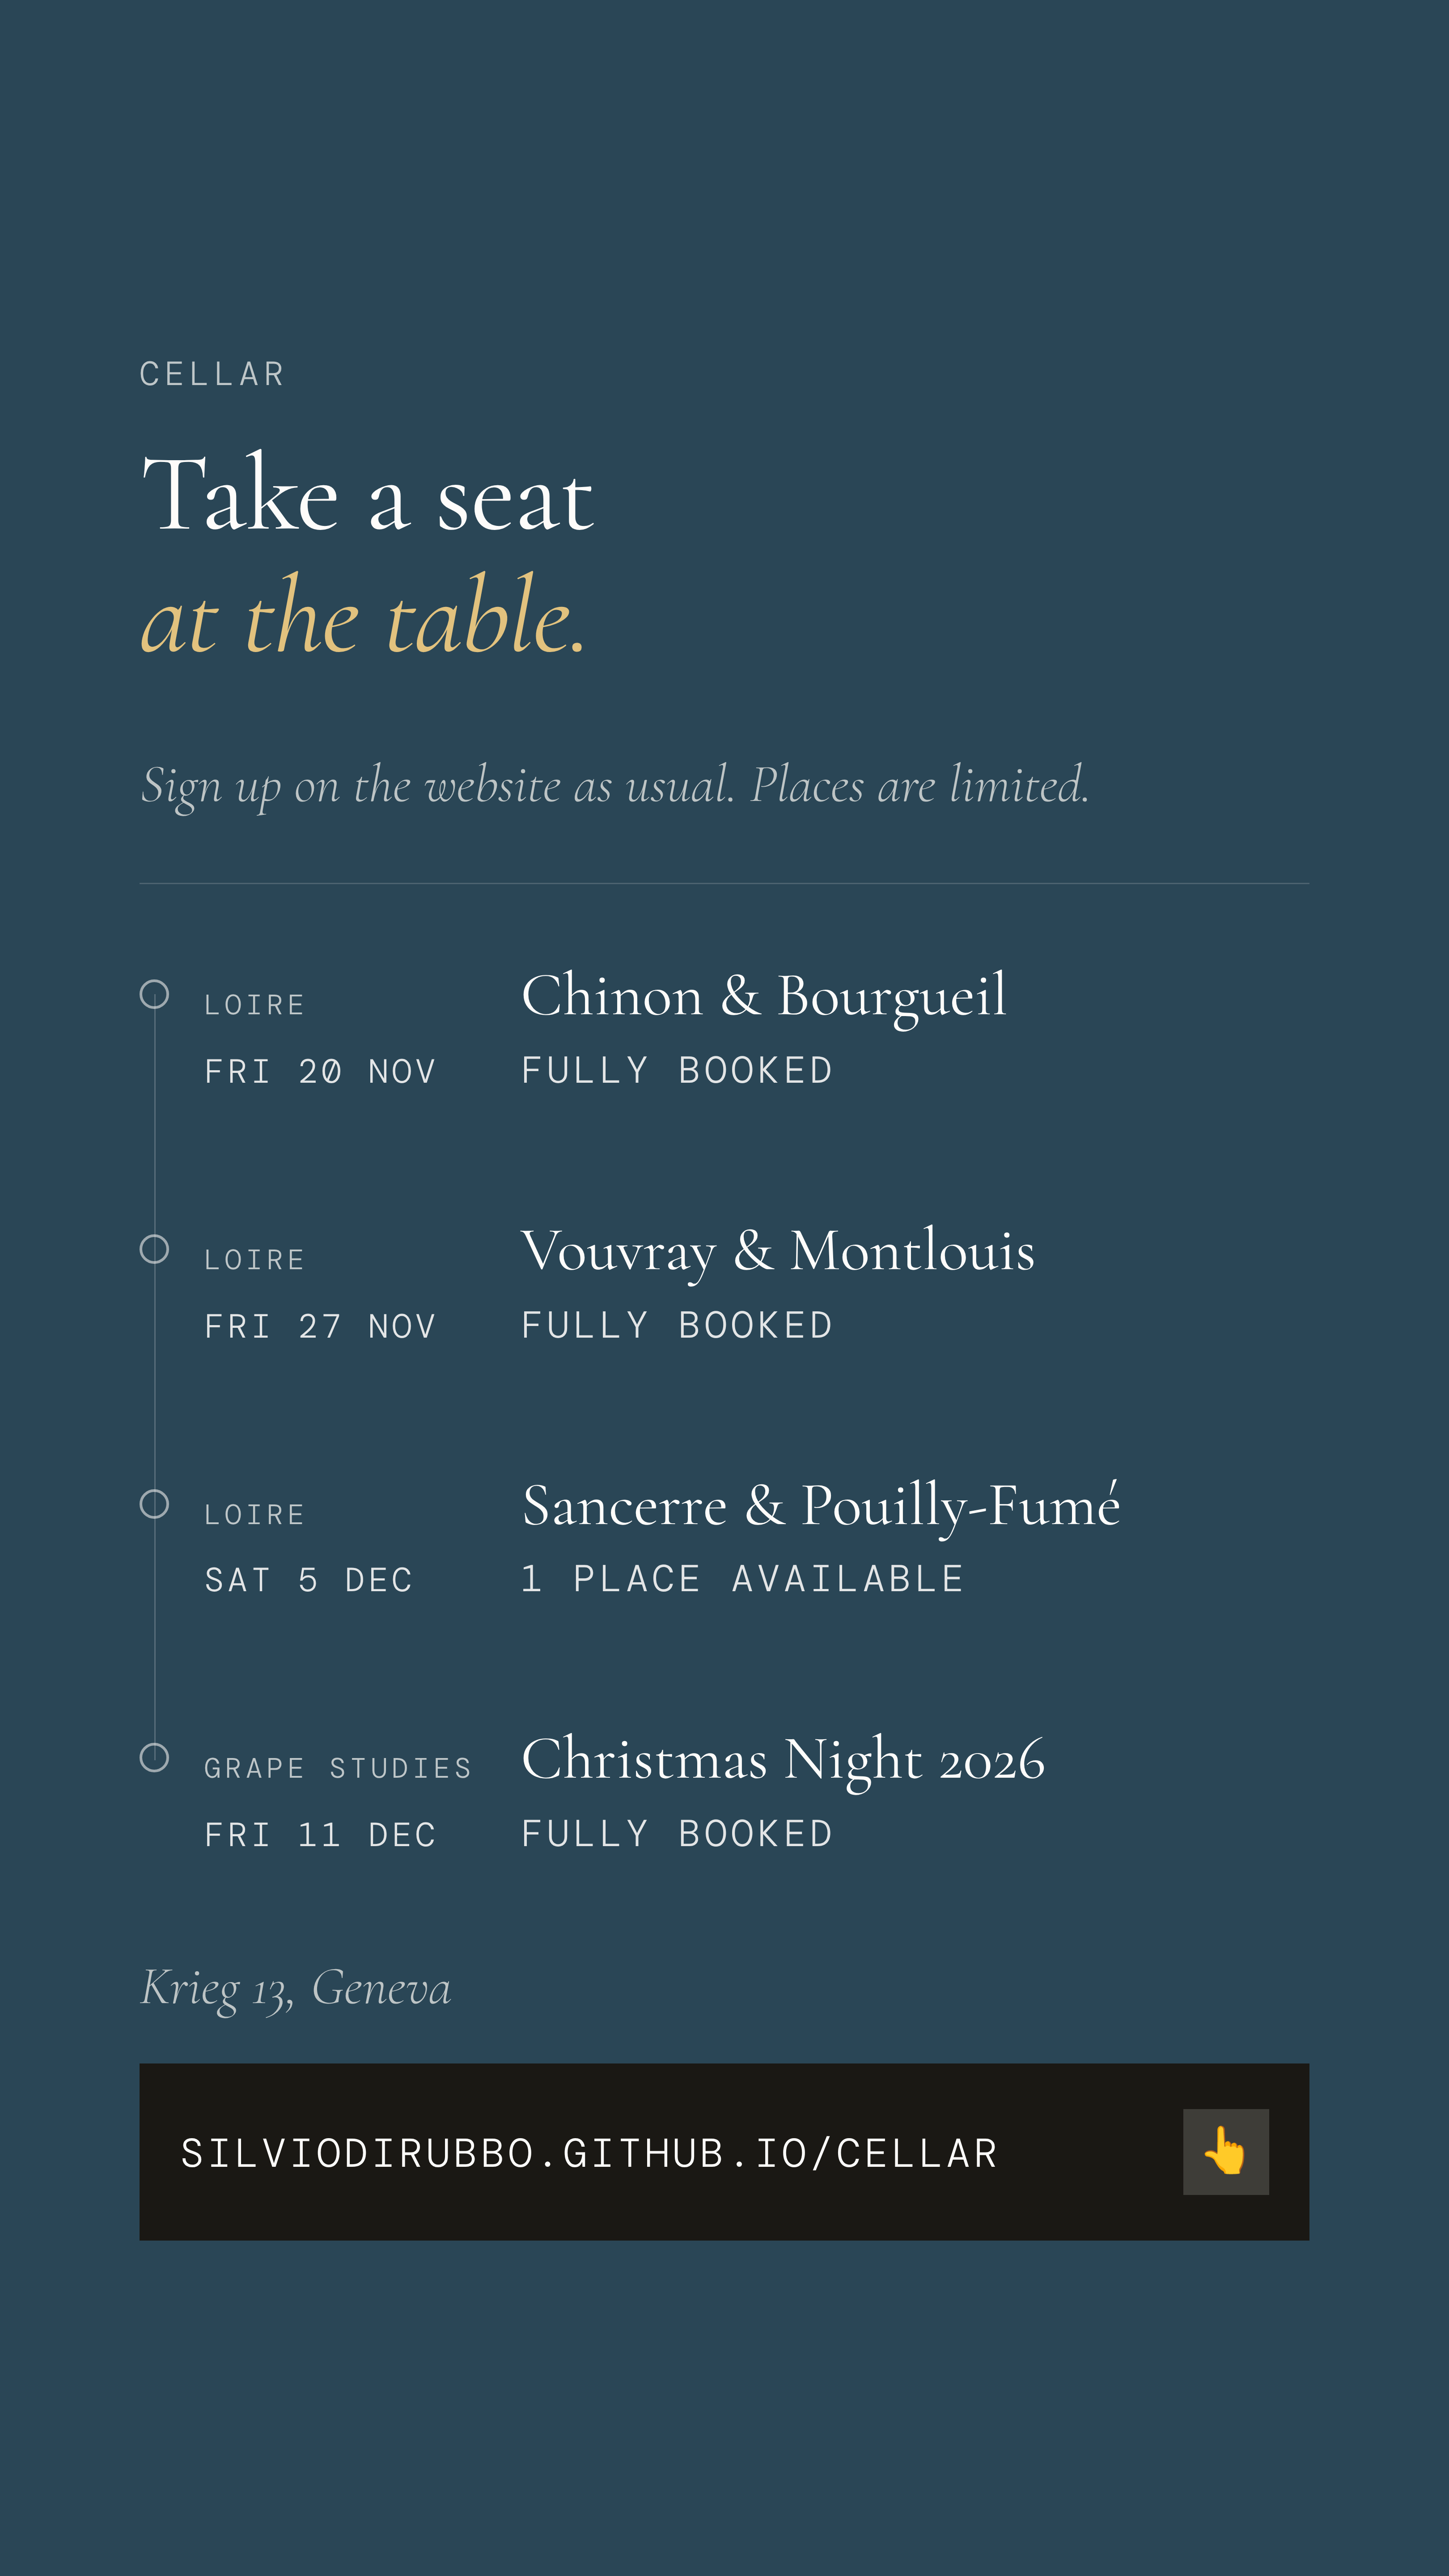 CELLAR
Take a seat
at the table.
Sign up on the website as usual. Places are limited.
LOIRE
Chinon & Bourgueil
FRI 20 NOV
FULLY BOOKED
LOIRE
Vouvray & Montlouis
FRI 27 NOV
FULLY BOOKED
LOIRE
Sancerre & Pouilly-Fumé
SAT 5 DEC
1 PLACE AVAILABLE
GRAPE STUDIES
Christmas Night 2026
FRI 11 DEC
FULLY BOOKED
Krieg 13, Geneva
SILVIODIRUBBO.GITHUB.IO/CELLAR